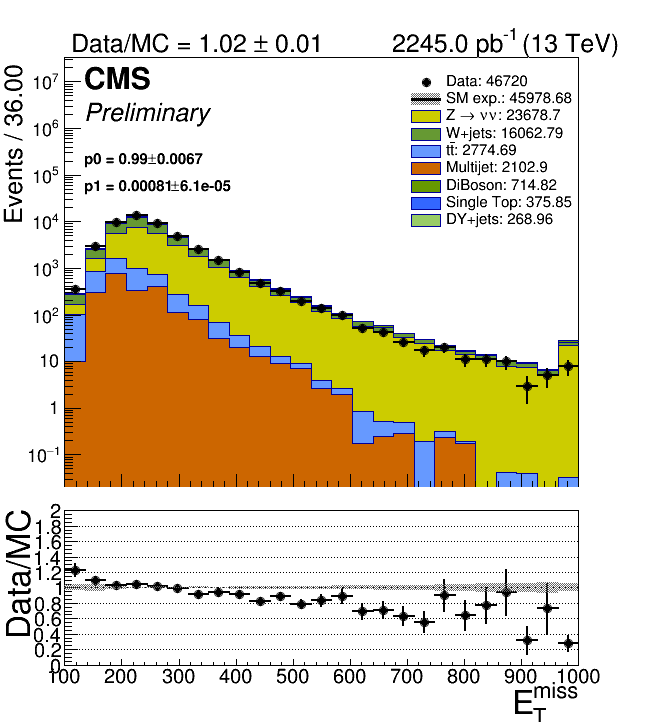 Data/MC = 1.02 ± 0.01 2245.0 pb⁻¹ (13 TeV)
CMS
Preliminary
p0 = 0.99±0.0067
p1 = 0.00081±6.1e-05
Data: 46720
SM exp.: 45978.68
Z → νν: 23678.7
W+jets: 16062.79
tt̄: 2774.69
Multijet: 2102.9
DiBoson: 714.82
Single Top: 375.85
DY+jets: 268.96
Events / 36.00
10⁷
10⁶
10⁵
10⁴
10³
10²
10
1
10⁻¹
Data/MC
2
1.8
1.6
1.4
1.2
1
0.8
0.6
0.4
0.2
0
100 200 300 400 500 600 700 800 900 1000
E_T^miss